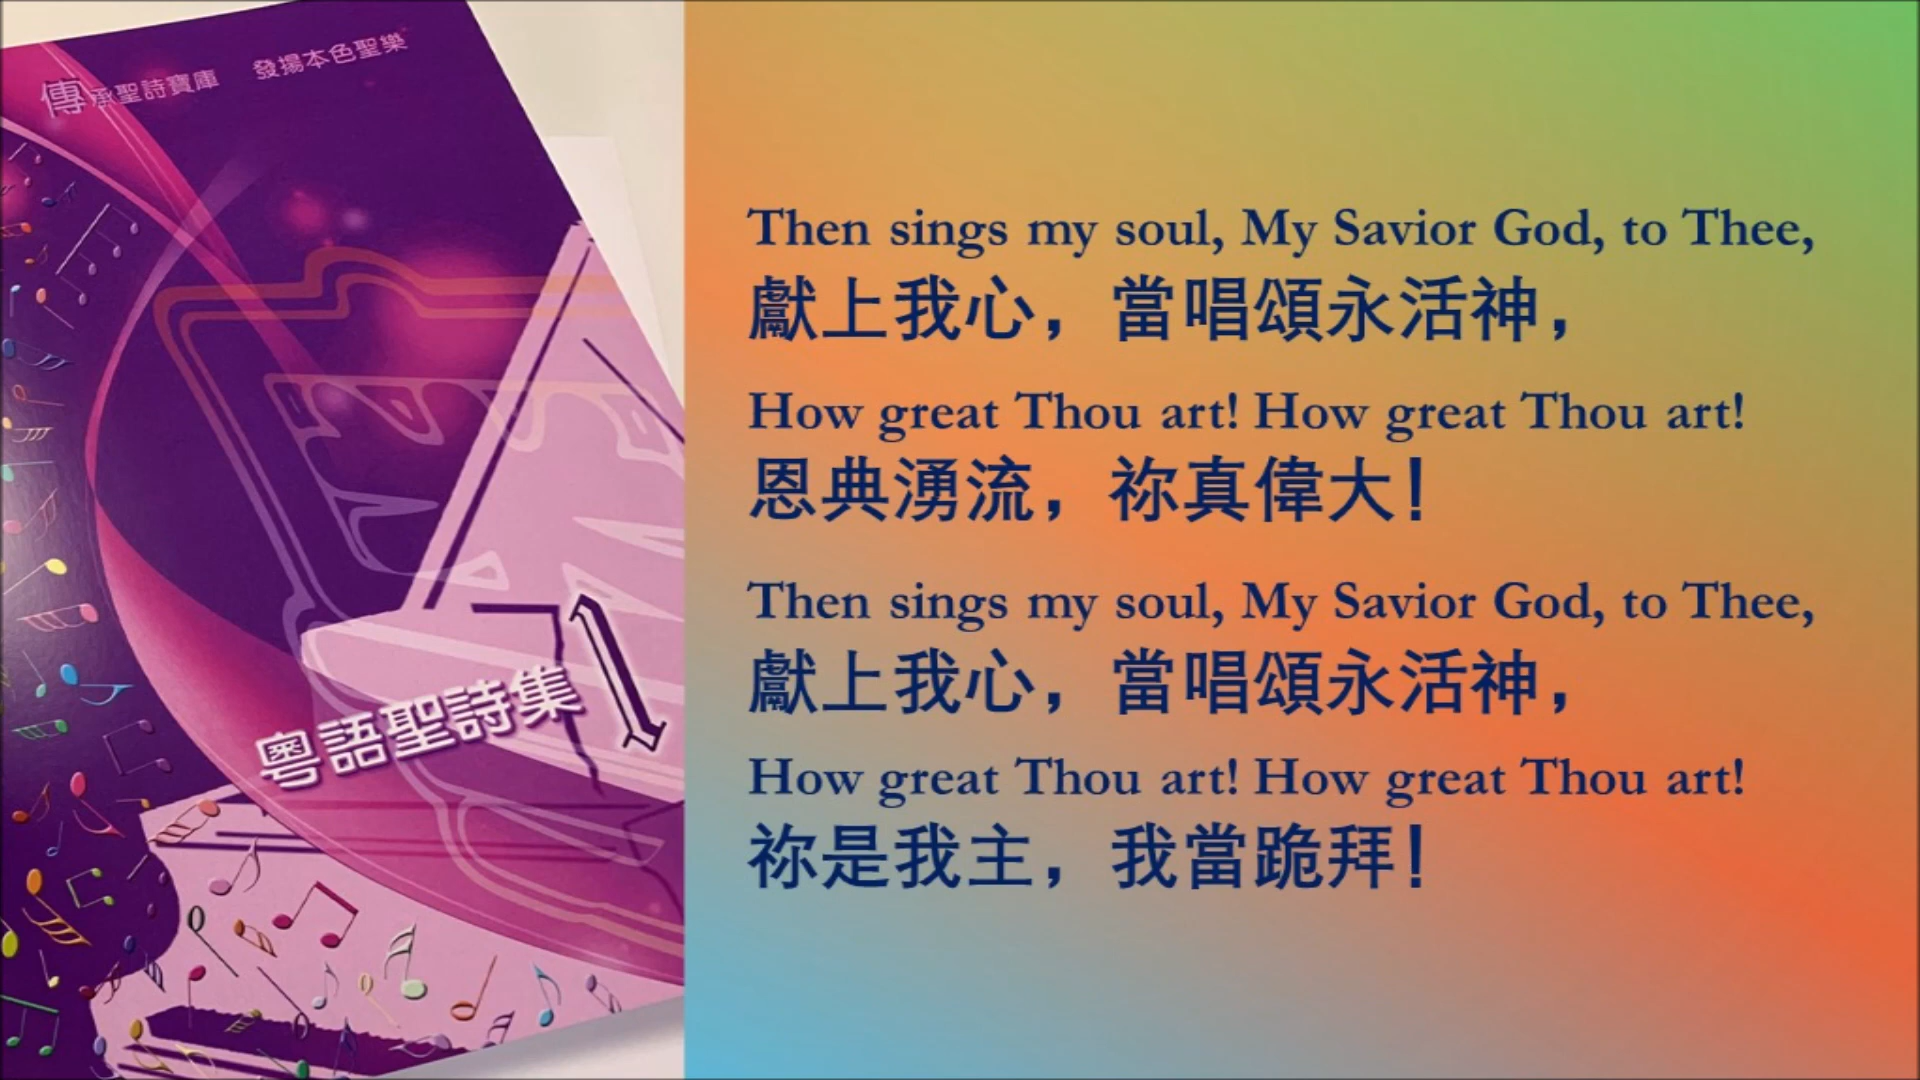 傳承聖詩寶庫 發揚本色聖樂
粵語聖詩集 1
Then sings my soul, My Savior God, to Thee,
獻上我心，當唱頌永活神，
How great Thou art! How great Thou art!
恩典湧流，祢真偉大！
Then sings my soul, My Savior God, to Thee,
獻上我心，當唱頌永活神，
How great Thou art! How great Thou art!
祢是我主，我當跪拜！